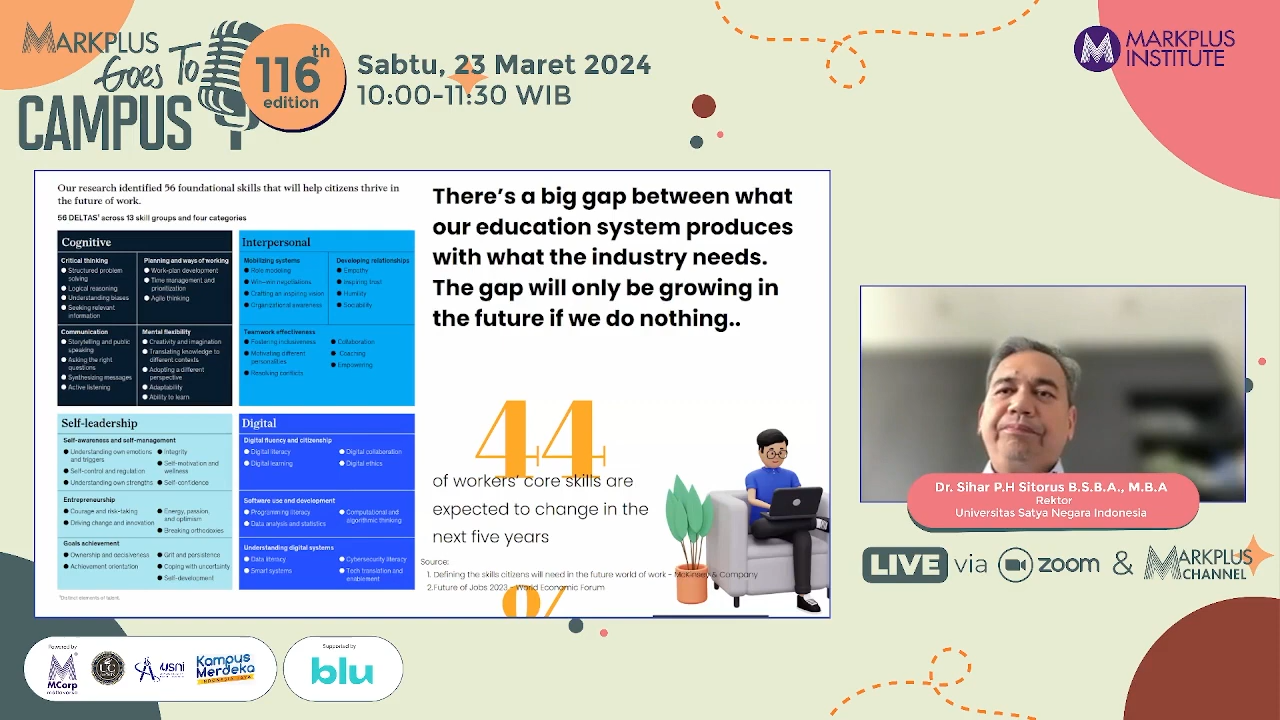 MARKPLUS
Goes To
CAMPUS
116th
edition
Sabtu, 23 Maret 2024
10:00-11:30 WIB
MARKPLUS
INSTITUTE
Our research identified 56 foundational skills that will help citizens thrive in
the future of work.
56 DELTAS¹ across 13 skill groups and four categories
Cognitive
Critical thinking
Structured problem
solving
Logical reasoning
Understanding biases
Seeking relevant
information
Planning and ways of working
Work-plan development
Time management and
prioritization
Agile thinking
Communication
Storytelling and public
speaking
Asking the right
questions
Synthesizing messages
Active listening
Mental flexibility
Creativity and imagination
Translating knowledge to
different contexts
Adopting a different
perspective
Adaptability
Ability to learn
Interpersonal
Mobilizing systems
Role modeling
Win–win negotiations
Crafting an inspiring vision
Organizational awareness
Developing relationships
Empathy
Inspiring trust
Humility
Sociability
Teamwork effectiveness
Fostering inclusiveness
Motivating different
personalities
Resolving conflicts
Collaboration
Coaching
Empowering
Self-leadership
Self-awareness and self-management
Understanding own emotions
and triggers
Self-control and regulation
Understanding own strengths
Integrity
Self-motivation and
wellness
Self-confidence
Entrepreneurship
Courage and risk-taking
Driving change and innovation
Energy, passion,
and optimism
Breaking orthodoxies
Goals achievement
Ownership and decisiveness
Achievement orientation
Grit and persistence
Coping with uncertainty
Self-development
Digital
Digital fluency and citizenship
Digital literacy
Digital learning
Digital collaboration
Digital ethics
Software use and development
Programming literacy
Data analysis and statistics
Computational and
algorithmic thinking
Understanding digital systems
Data literacy
Smart systems
Cybersecurity literacy
Tech translation and
enablement
¹Distinct elements of talent.
There's a big gap between what
our education system produces
with what the industry needs.
The gap will only be growing in
the future if we do nothing..
44
of workers' core skills are
expected to change in the
next five years
Source:
1. Defining the skills citizens will need in the future world of work - McKinsey & Company
2.Future of Jobs 2023 - World Economic Forum
%
Dr. Sihar P.H Sitorus B.S.B.A., M.B.A
Rektor
Universitas Satya Negara Indonesia
LIVE via zoom & MARKPLUS
CHANNEL
Powered by
MCorp
usni
Kampus
Merdeka
INDONESIA JAYA
Supported by
blu